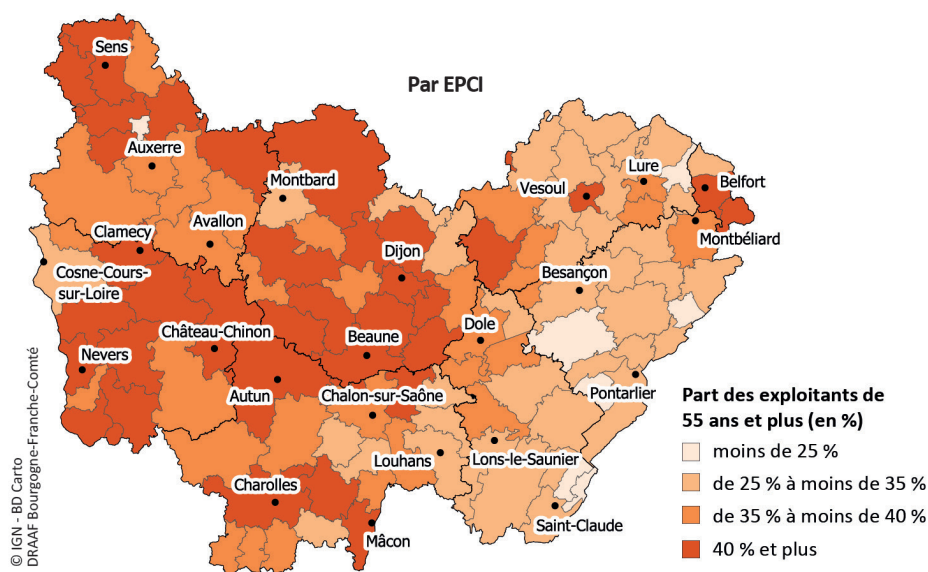 Par EPCI
Sens
Auxerre
Montbard
Vesoul
Lure
Belfort
Avallon
Clamecy
Montbéliard
Dijon
Cosne-Cours-
sur-Loire
Besançon
Château-Chinon
Beaune
Dole
Nevers
Autun
Chalon-sur-Saône
Pontarlier
Louhans
Lons-le-Saunier
Charolles
Saint-Claude
Mâcon
Part des exploitants de
55 ans et plus (en %)
moins de 25 %
de 25 % à moins de 35 %
de 35 % à moins de 40 %
40 % et plus
© IGN - BD Carto
DRAAF Bourgogne-Franche-Comté